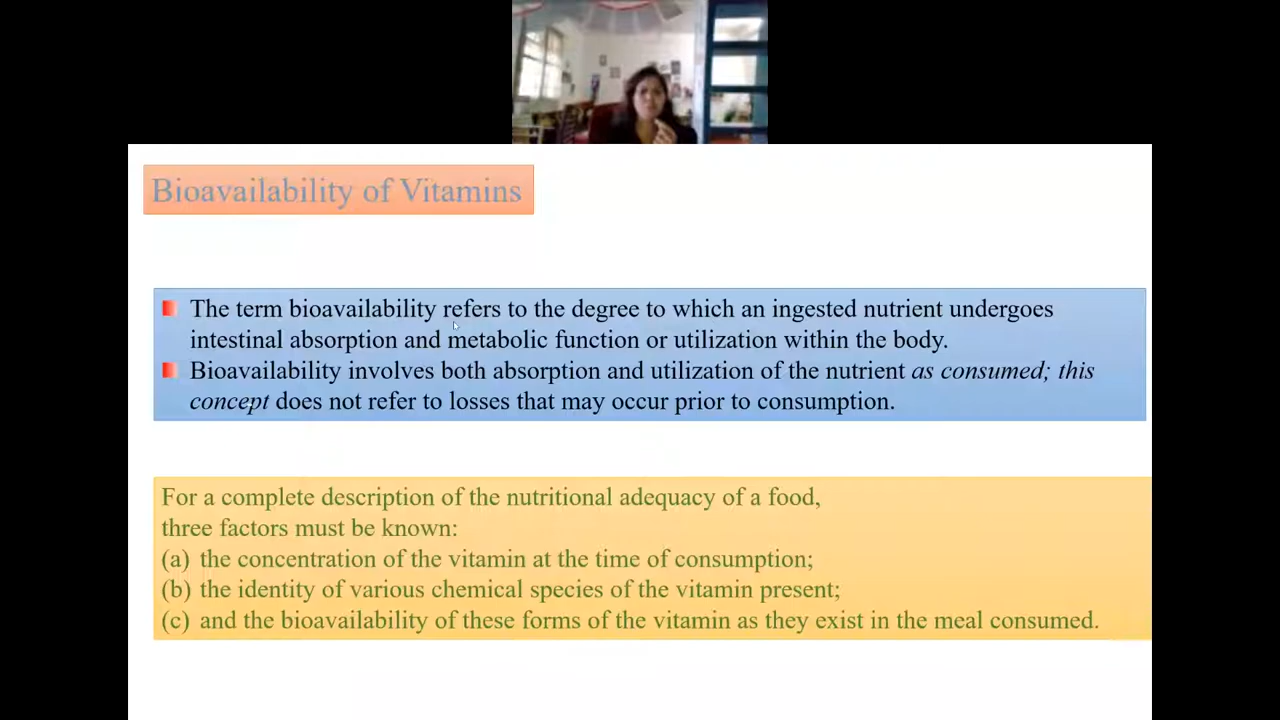 Bioavailability of Vitamins
The term bioavailability refers to the degree to which an ingested nutrient undergoes
intestinal absorption and metabolic function or utilization within the body.
Bioavailability involves both absorption and utilization of the nutrient as consumed; this
concept does not refer to losses that may occur prior to consumption.
For a complete description of the nutritional adequacy of a food,
three factors must be known:
(a) the concentration of the vitamin at the time of consumption;
(b) the identity of various chemical species of the vitamin present;
(c) and the bioavailability of these forms of the vitamin as they exist in the meal consumed.